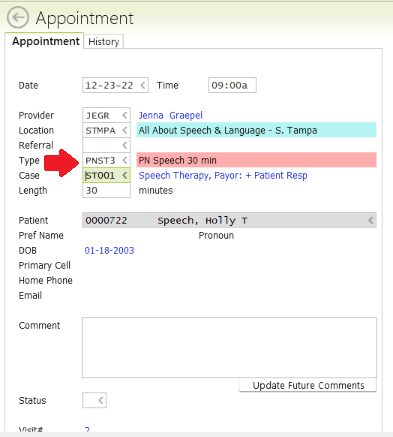 Appointment
Appointment History
Date 12-23-22 < Time 09:00a
Provider JEGR < Jenna Graepel
Location STMPA < All About Speech & Language - S. Tampa
Referral <
Type PNST3 < PN Speech 30 min
Case ST001 < Speech Therapy, Payor: + Patient Resp
Length 30 minutes
Patient 0000722 Speech, Holly T <
Pref Name Pronoun
DOB 01-18-2003
Primary Cell
Home Phone
Email
Comment
Update Future Comments
Status <
Visit# 2